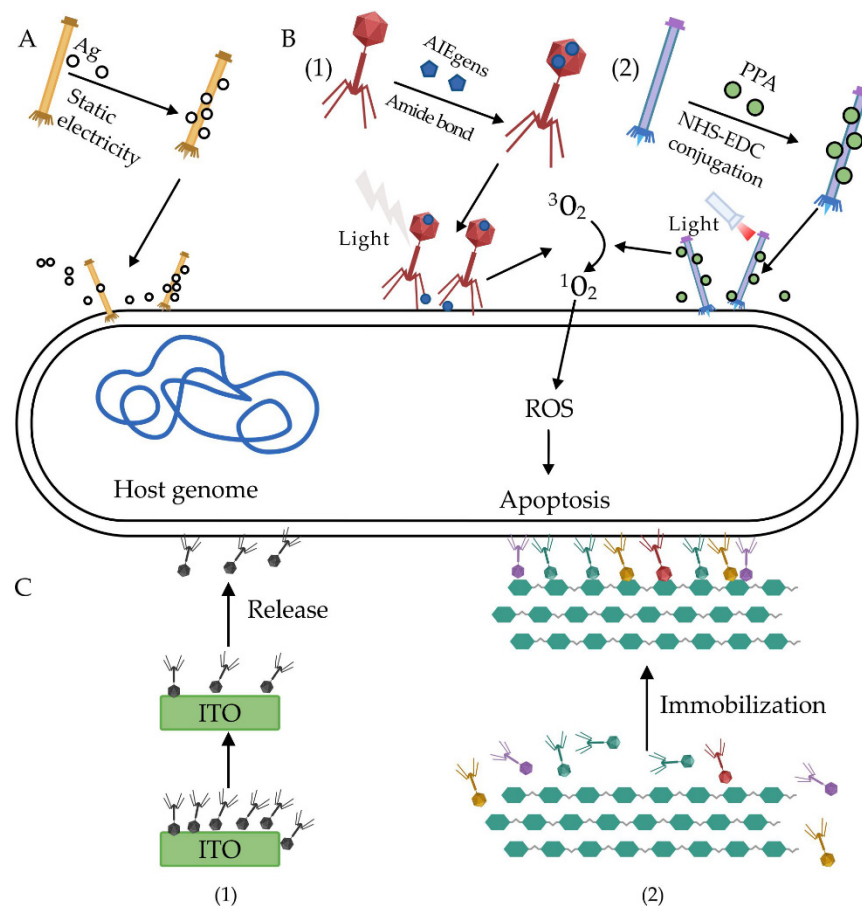 A
Ag
Static
electricity
B
(1)
AIEgens
Amide bond
(2)
PPA
NHS-EDC
conjugation
Light
³O₂
¹O₂
Light
ROS
Apoptosis
Host genome
C
Release
ITO
ITO
(1)
Immobilization
(2)